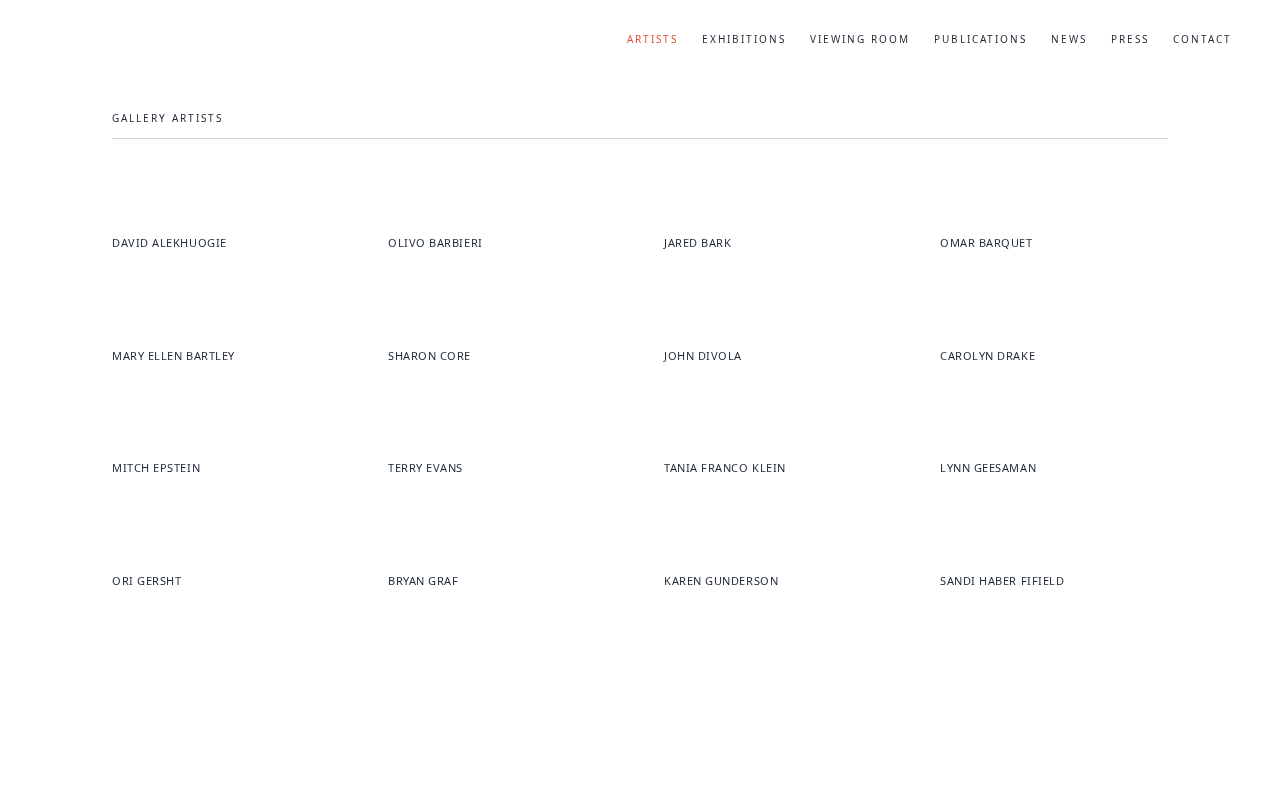 ARTISTS EXHIBITIONS VIEWING ROOM PUBLICATIONS NEWS PRESS CONTACT
GALLERY ARTISTS
DAVID ALEKHUOGIE OLIVO BARBIERI JARED BARK OMAR BARQUET
MARY ELLEN BARTLEY SHARON CORE JOHN DIVOLA CAROLYN DRAKE
MITCH EPSTEIN TERRY EVANS TANIA FRANCO KLEIN LYNN GEESAMAN
ORI GERSHT BRYAN GRAF KAREN GUNDERSON SANDI HABER FIFIELD